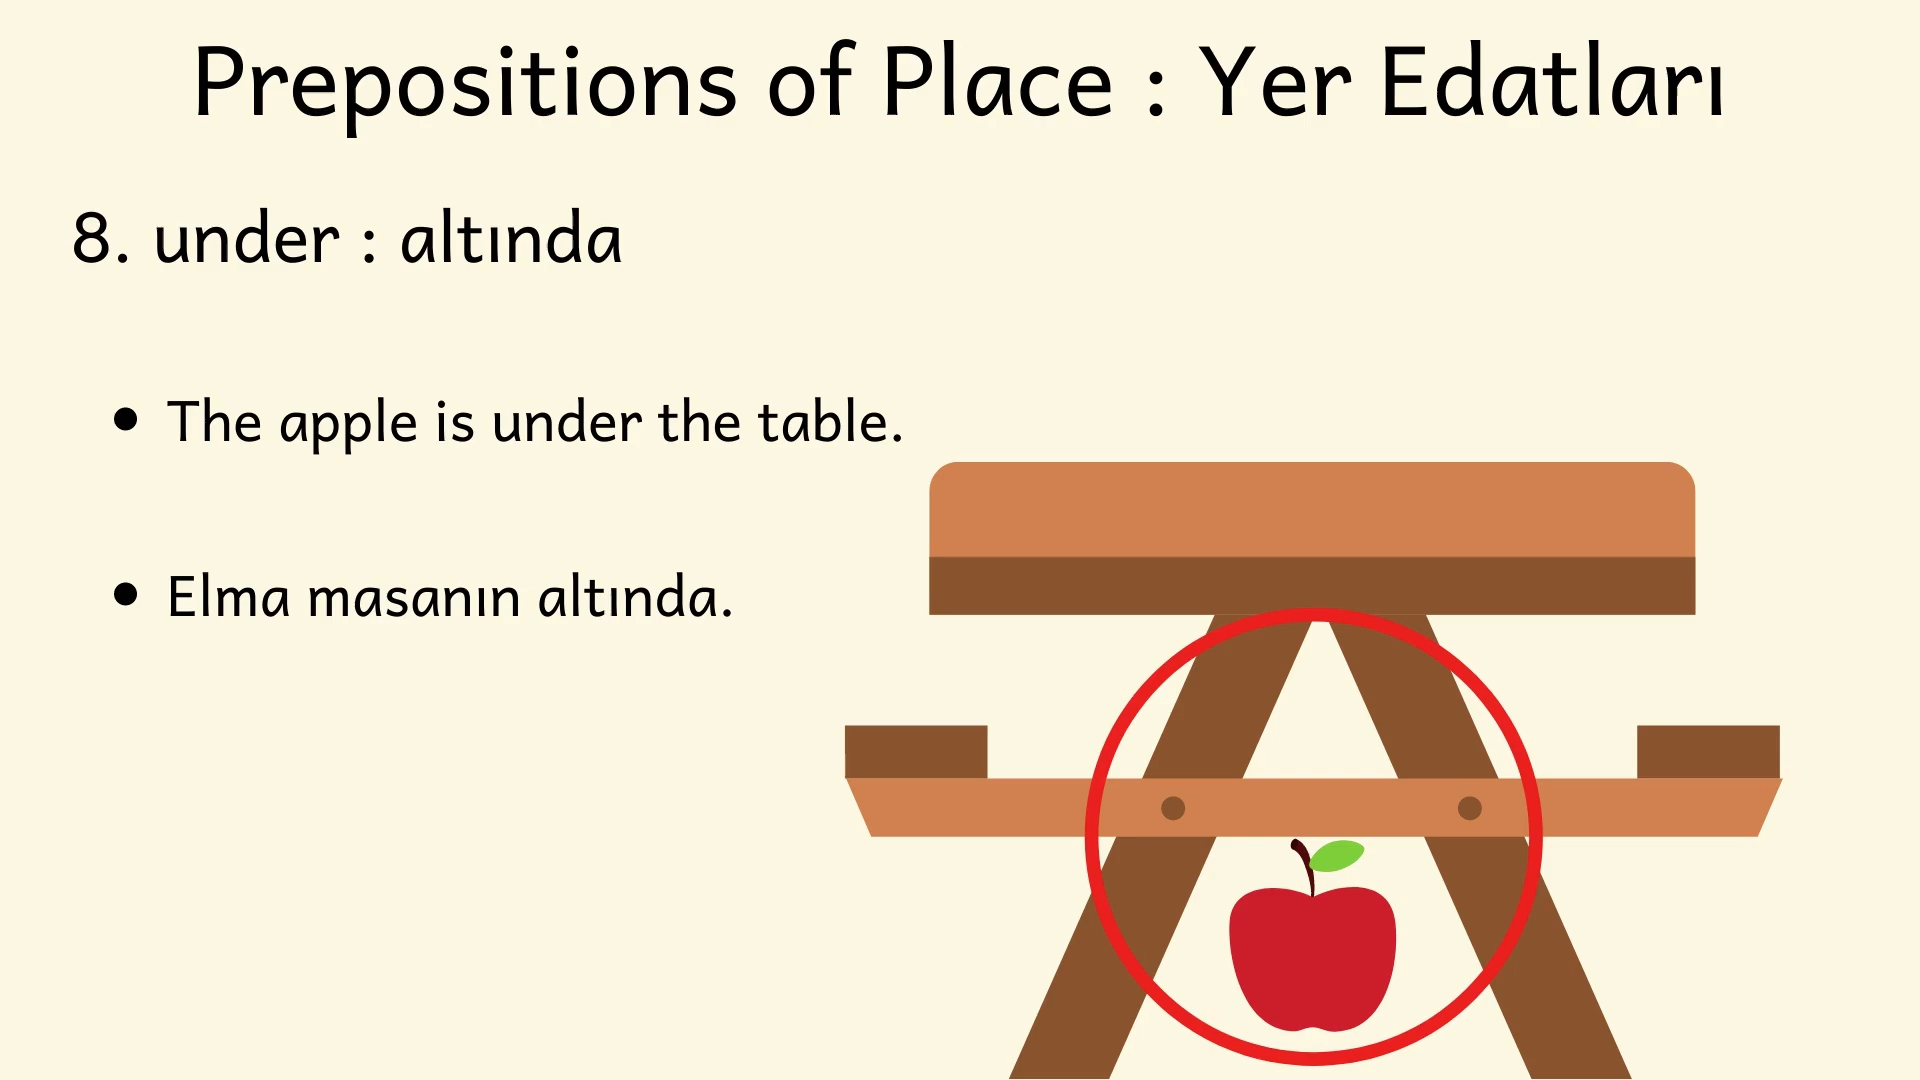 Prepositions of Place : Yer Edatları
8. under : altında
• The apple is under the table.
• Elma masanın altında.